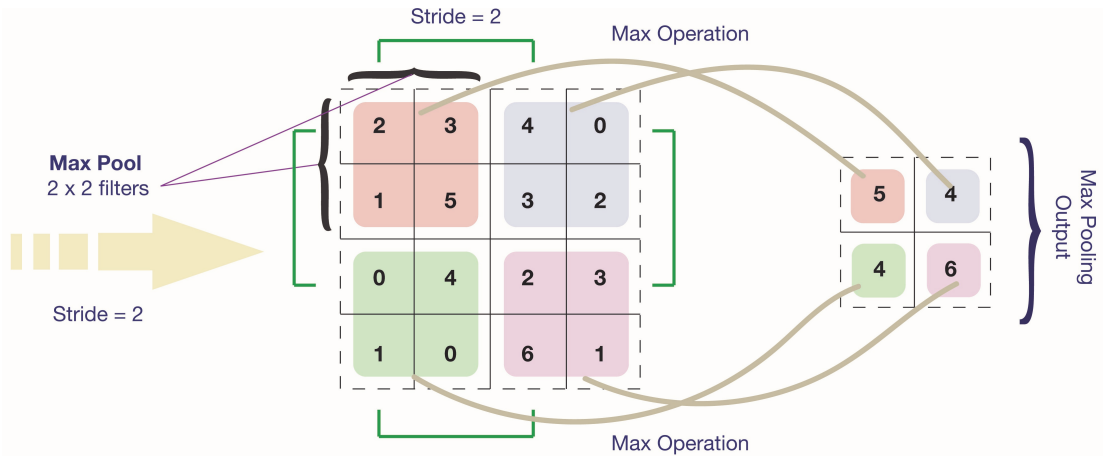 Stride = 2
Max Operation
Max Pool
2 x 2 filters
Stride = 2
2 3 4 0
1 5 3 2
0 4 2 3
1 0 6 1
5 4
4 6
Max Pooling
Output
Max Operation